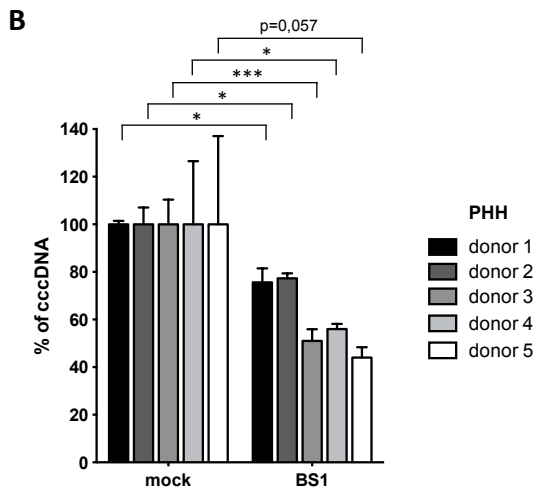 B
p=0,057
*
***
*
*
140
120
100
80
60
40
20
0
% of cccDNA
mock
BS1
PHH
donor 1
donor 2
donor 3
donor 4
donor 5